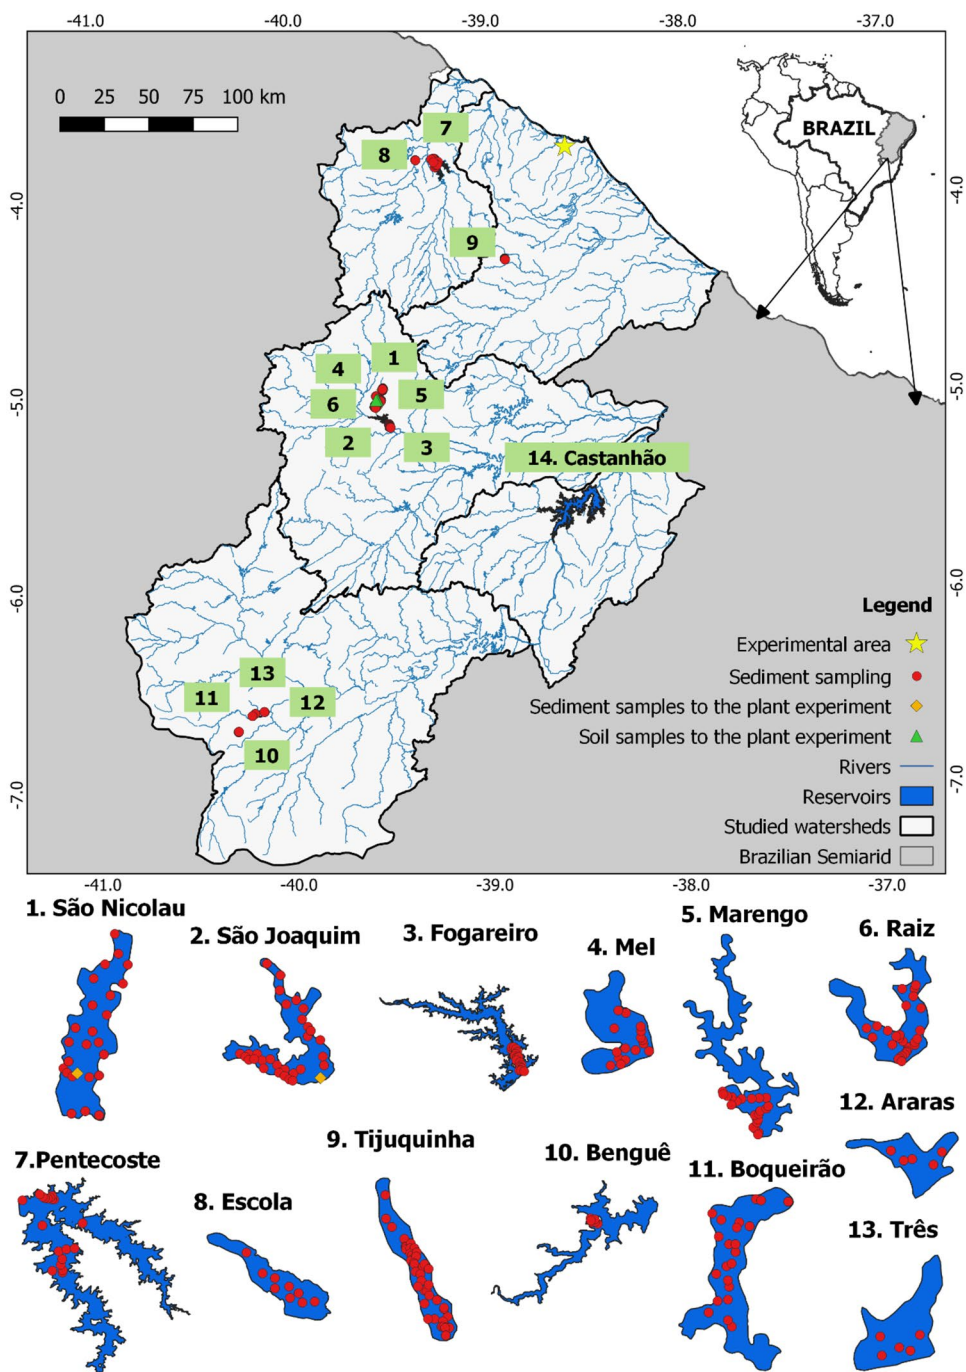 -41.0 -40.0 -39.0 -38.0 -37.0
0 25 50 75 100 km
BRAZIL
7
8
9
-4.0 -4.0
1
4
5
6
2
3
-5.0 -5.0
14. Castanhão
-6.0 -6.0
13
11
12
10
-7.0 -7.0
Legend
Experimental area
Sediment sampling
Sediment samples to the plant experiment
Soil samples to the plant experiment
Rivers
Reservoirs
Studied watersheds
Brazilian Semiarid
-41.0 -40.0 -39.0 -38.0 -37.0
1. São Nicolau
2. São Joaquim
3. Fogareiro
4. Mel
5. Marengo
6. Raiz
7.Pentecoste
8. Escola
9. Tijuquinha
10. Benguê
11. Boqueirão
12. Araras
13. Três